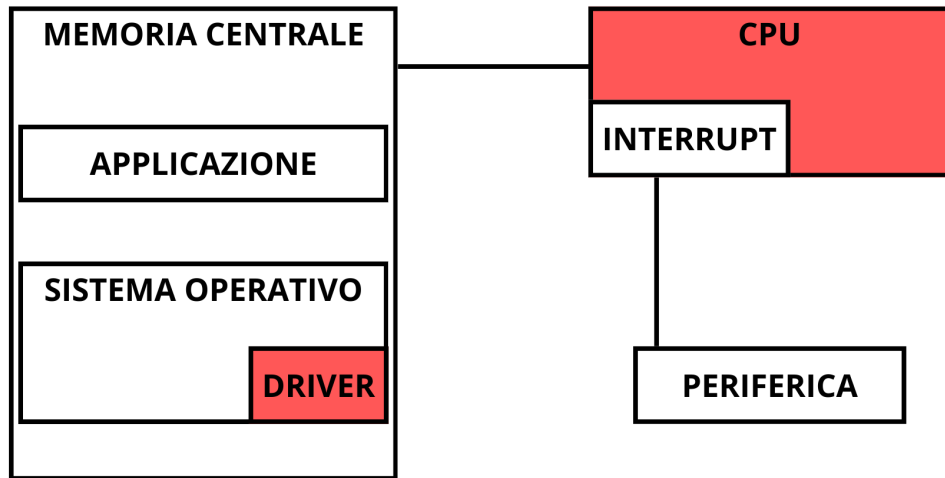 MEMORIA CENTRALE
CPU
INTERRUPT
APPLICAZIONE
SISTEMA OPERATIVO
DRIVER
PERIFERICA